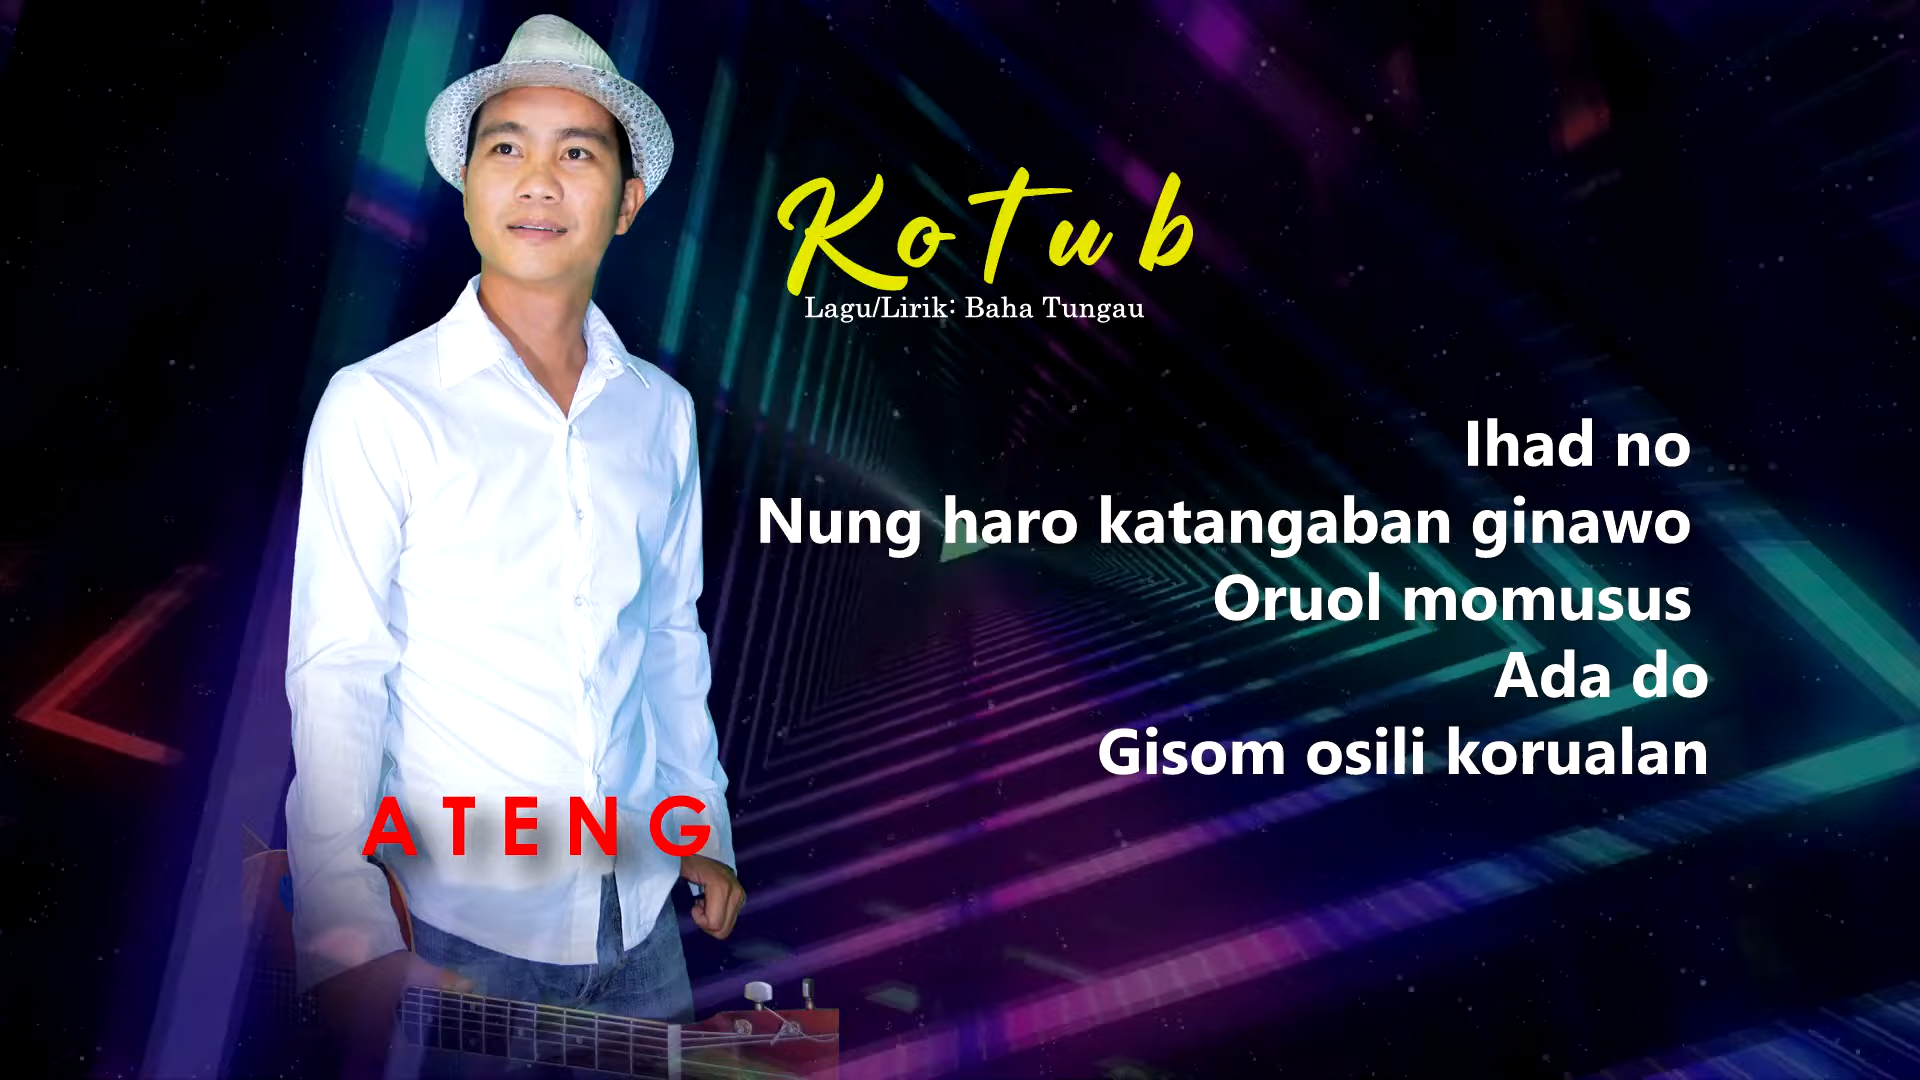 Kotub
Lagu/Lirik: Baha Tungau
Ihad no
Nung haro katangaban ginawo
Oruol momusus
Ada do
Gisom osili korualan
ATENG